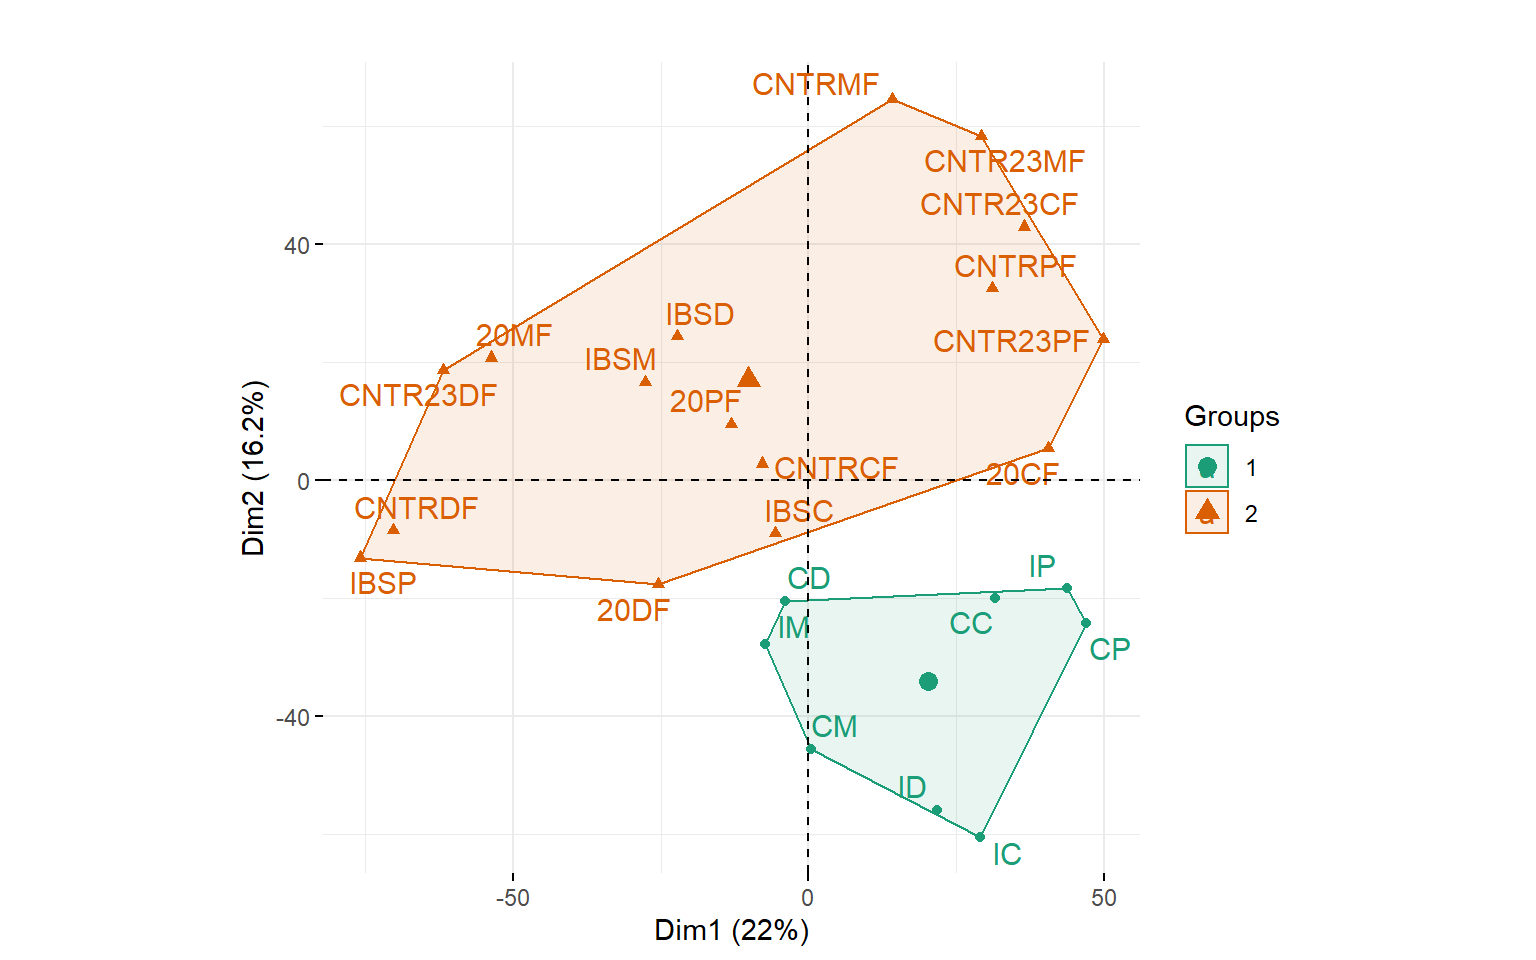 CNTRMF
CNTR23MF
CNTR23CF
CNTRPF
CNTR23PF
IBSD
20MF
IBSM
CNTR23DF
20PF
CNTRCF
20CF
CNTRDF
IBSC
IBSP
20DF
IP
CD
CC
IM
CP
CM
ID
IC
40
0
-40
-50
0
50
Dim1 (22%)
Dim2 (16.2%)
Groups
a 1
a 2